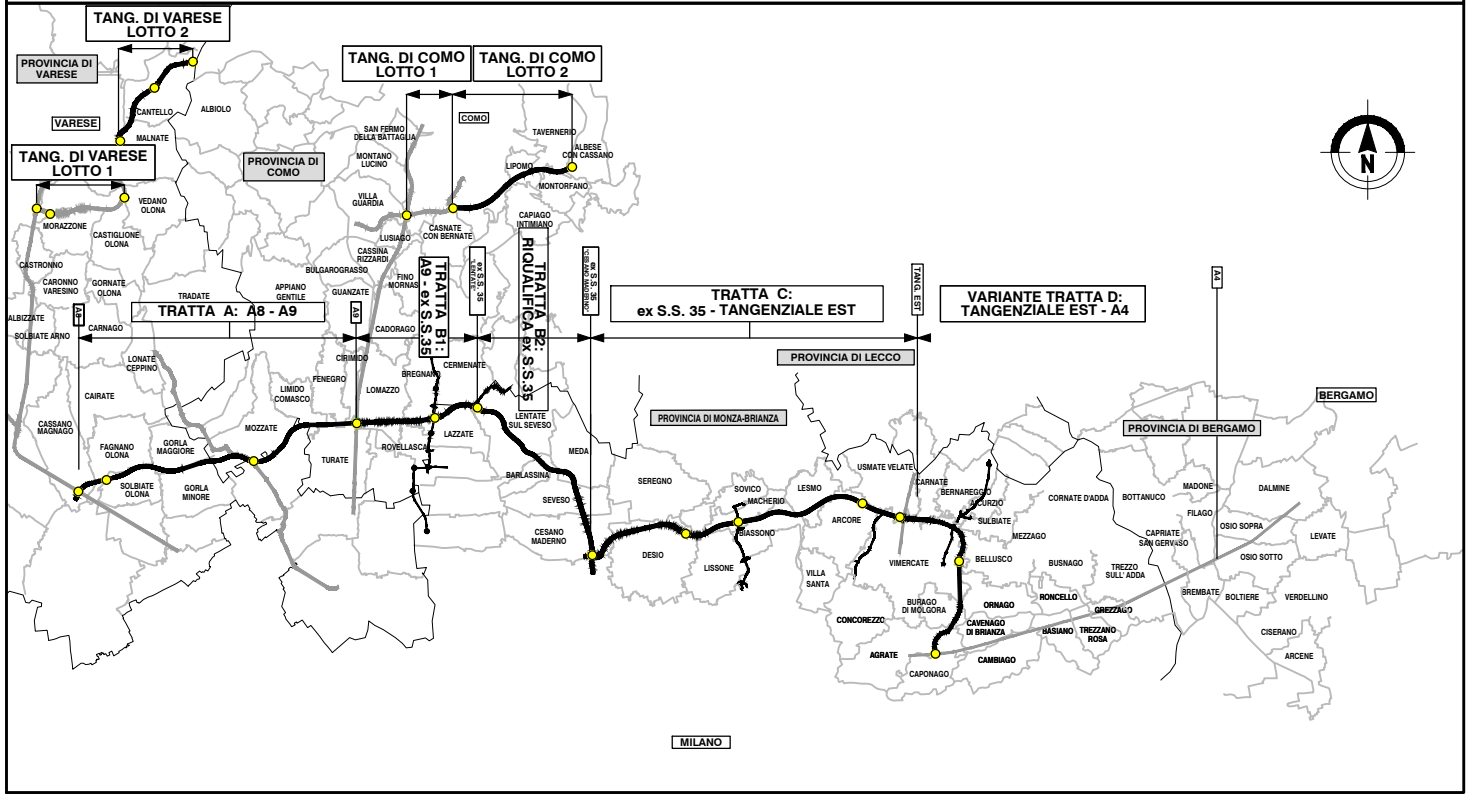 TANG. DI VARESE
LOTTO 2
PROVINCIA DI
VARESE
TANG. DI COMO
LOTTO 1
TANG. DI COMO
LOTTO 2
CANTELLO
ALBIOLO
VARESE
COMO
MALNATE
SAN FERMO
DELLA BATTAGLIA
TAVERNERIO
ALBESE
CON CASSANO
N
TANG. DI VARESE
LOTTO 1
PROVINCIA DI
COMO
MONTANO
LUCINO
LIPOMO
MONTORFANO
VEDANO
OLONA
VILLA
GUARDIA
MORAZZONE
CASTIGLIONE
OLONA
LUSIAGO
CASNATE
CON BERNATE
CAPIAGO
INTIMIANO
CASTRONNO
CASSINA
RIZZARDI
BULGAROGRASSO
FINO
MORNAS
CARONNO
VARESINO
GORNATE
OLONA
TRADATE
APPIANO
GENTILE
GUANZATE
TRATTA B1:
A9 - ex S.S.35
ex S.S. 35
"LENTATE"
TRATTA B2:
RIQUALIFICA ex S.S.35
ex S.S. 35
"CESANO MADERNO"
TRATTA C:
ex S.S. 35 - TANGENZIALE EST
TANG. EST
VARIANTE TRATTA D:
TANGENZIALE EST - A4
A4
ALBIZZATE
SOLBIATE ARNO
A8
CARNAGO
TRATTA A: A8 - A9
A9
CADORAGO
LONATE
CEPPINO
CIRIMIDO
FENEGRO
BREGNANO
CERMENATE
PROVINCIA DI LECCO
CAIRATE
LIMIDO
COMASCO
LOMAZZO
BERGAMO
CASSANO
MAGNAGO
FAGNANO
OLONA
GORLA
MAGGIORE
MOZZATE
LAZZATE
LENTATE
SUL SEVESO
PROVINCIA DI MONZA-BRIANZA
PROVINCIA DI BERGAMO
TURATE
ROVELLASCA
BARLASSINA
MEDA
SOLBIATE
OLONA
GORLA
MINORE
SEVESO
SEREGNO
SOVICO
MACHERIO
LESMO
USMATE VELATE
CARNATE
BERNAREGGIO
AICURZIO
CORNATE D'ADDA
BOTTANUCO
MADONE
FILAGO
DALMINE
CESANO
MADERNO
DESIO
BIASSONO
LISSONE
ARCORE
SULBIATE
MEZZAGO
CAPRIATE
SAN GERVASO
OSIO SOPRA
OSIO SOTTO
LEVATE
VILLA
SANTA
VIMERCATE
BELLUSCO
BUSNAGO
TREZZO
SULL' ADDA
BREMBATE
BOLTIERE
VERDELLINO
CONCOREZZO
BURAGO
DI MOLGORA
ORNAGO
RONCELLO
GREZZAGO
CAVENAGO
DI BRIANZA
BASIANO
TREZZANO
ROSA
CISERANO
ARCENE
AGRATE
CAMBIAGO
CAPONAGO
MILANO